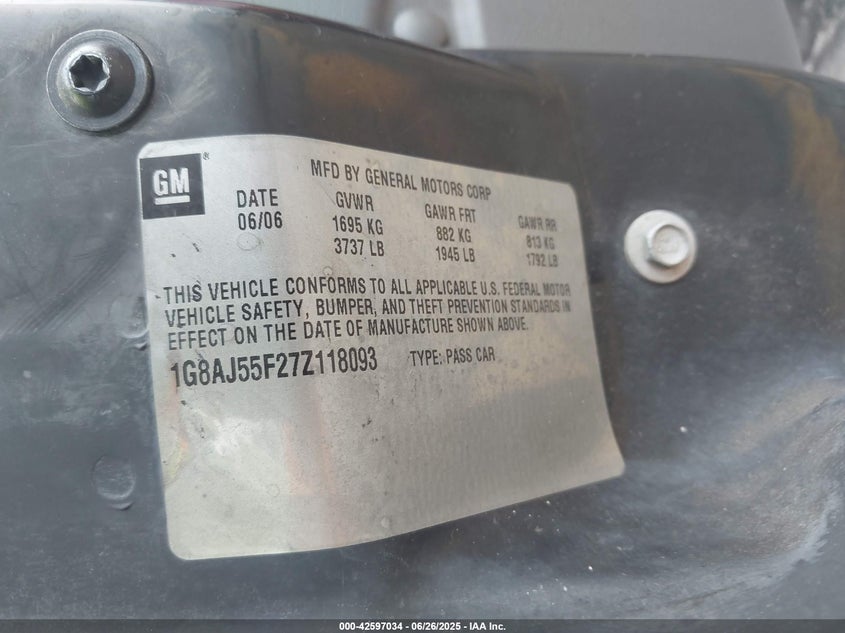 GM
®
MFD BY GENERAL MOTORS CORP
DATE GVWR GAWR FRT GAWR RR
06/06 1695 KG 882 KG 813 KG
3737 LB 1945 LB 1792 LB
THIS VEHICLE CONFORMS TO ALL APPLICABLE U.S. FEDERAL MOTOR
VEHICLE SAFETY, BUMPER, AND THEFT PREVENTION STANDARDS IN
EFFECT ON THE DATE OF MANUFACTURE SHOWN ABOVE.
1G8AJ55F27Z118093 TYPE: PASS CAR
000-42597034 - 06/26/2025 - IAA Inc.